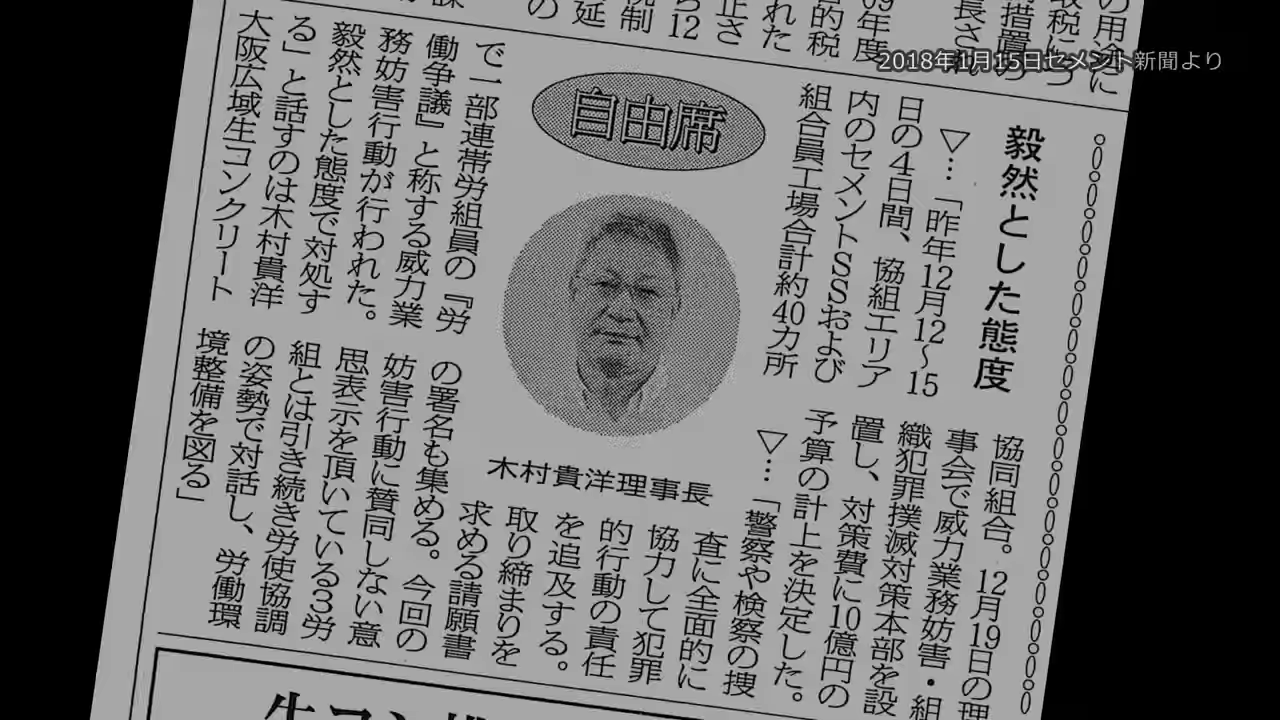 2018年1月15日セメント新聞より
自由席
毅然とした態度
▽…「昨年12月12〜15
日の4日間、協組エリア
内のセメントSSおよび
組合員工場合計約40カ所
で一部連帯労組員の『労
働争議』と称する威力業
務妨害行動が行われた。
毅然とした態度で対処す
る」と話すのは木村貴洋
大阪広域生コンクリート
協同組合。12月19日の理
事会で威力業務妨害・組
織犯罪撲滅対策本部を設
置し、対策費に10億円の
予算の計上を決定した。
▽…「警察や検察の捜
査に全面的に
協力して犯罪
的行動の責任
を追及する。
取り締まりを
求める請願書
の署名も集める。今回の
妨害行動に賛同しない意
思表示を頂いている3労
組とは引き続き労使協調
の姿勢で対話し、労働環
境整備を図る」
木村貴洋理事長